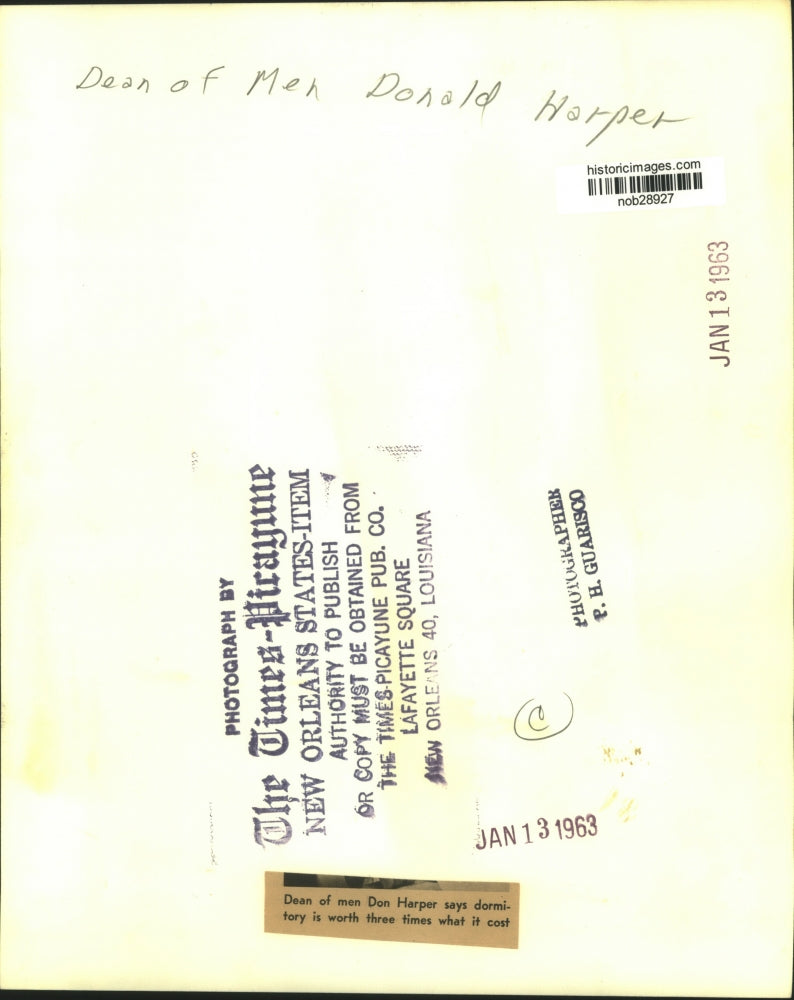 Dean of Men Donald Harper
historicimages.com
nob28927
JAN 13 1963
PHOTOGRAPH BY
The Times-Picayune
NEW ORLEANS STATES-ITEM
AUTHORITY TO PUBLISH
OR COPY MUST BE OBTAINED FROM
THE TIMES-PICAYUNE PUB. CO.
LAFAYETTE SQUARE
NEW ORLEANS 40, LOUISIANA
PHOTOGRAPHER
P. H. GUARISCO
C
JAN 13 1963
Dean of men Don Harper says dormi-
tory is worth three times what it cost